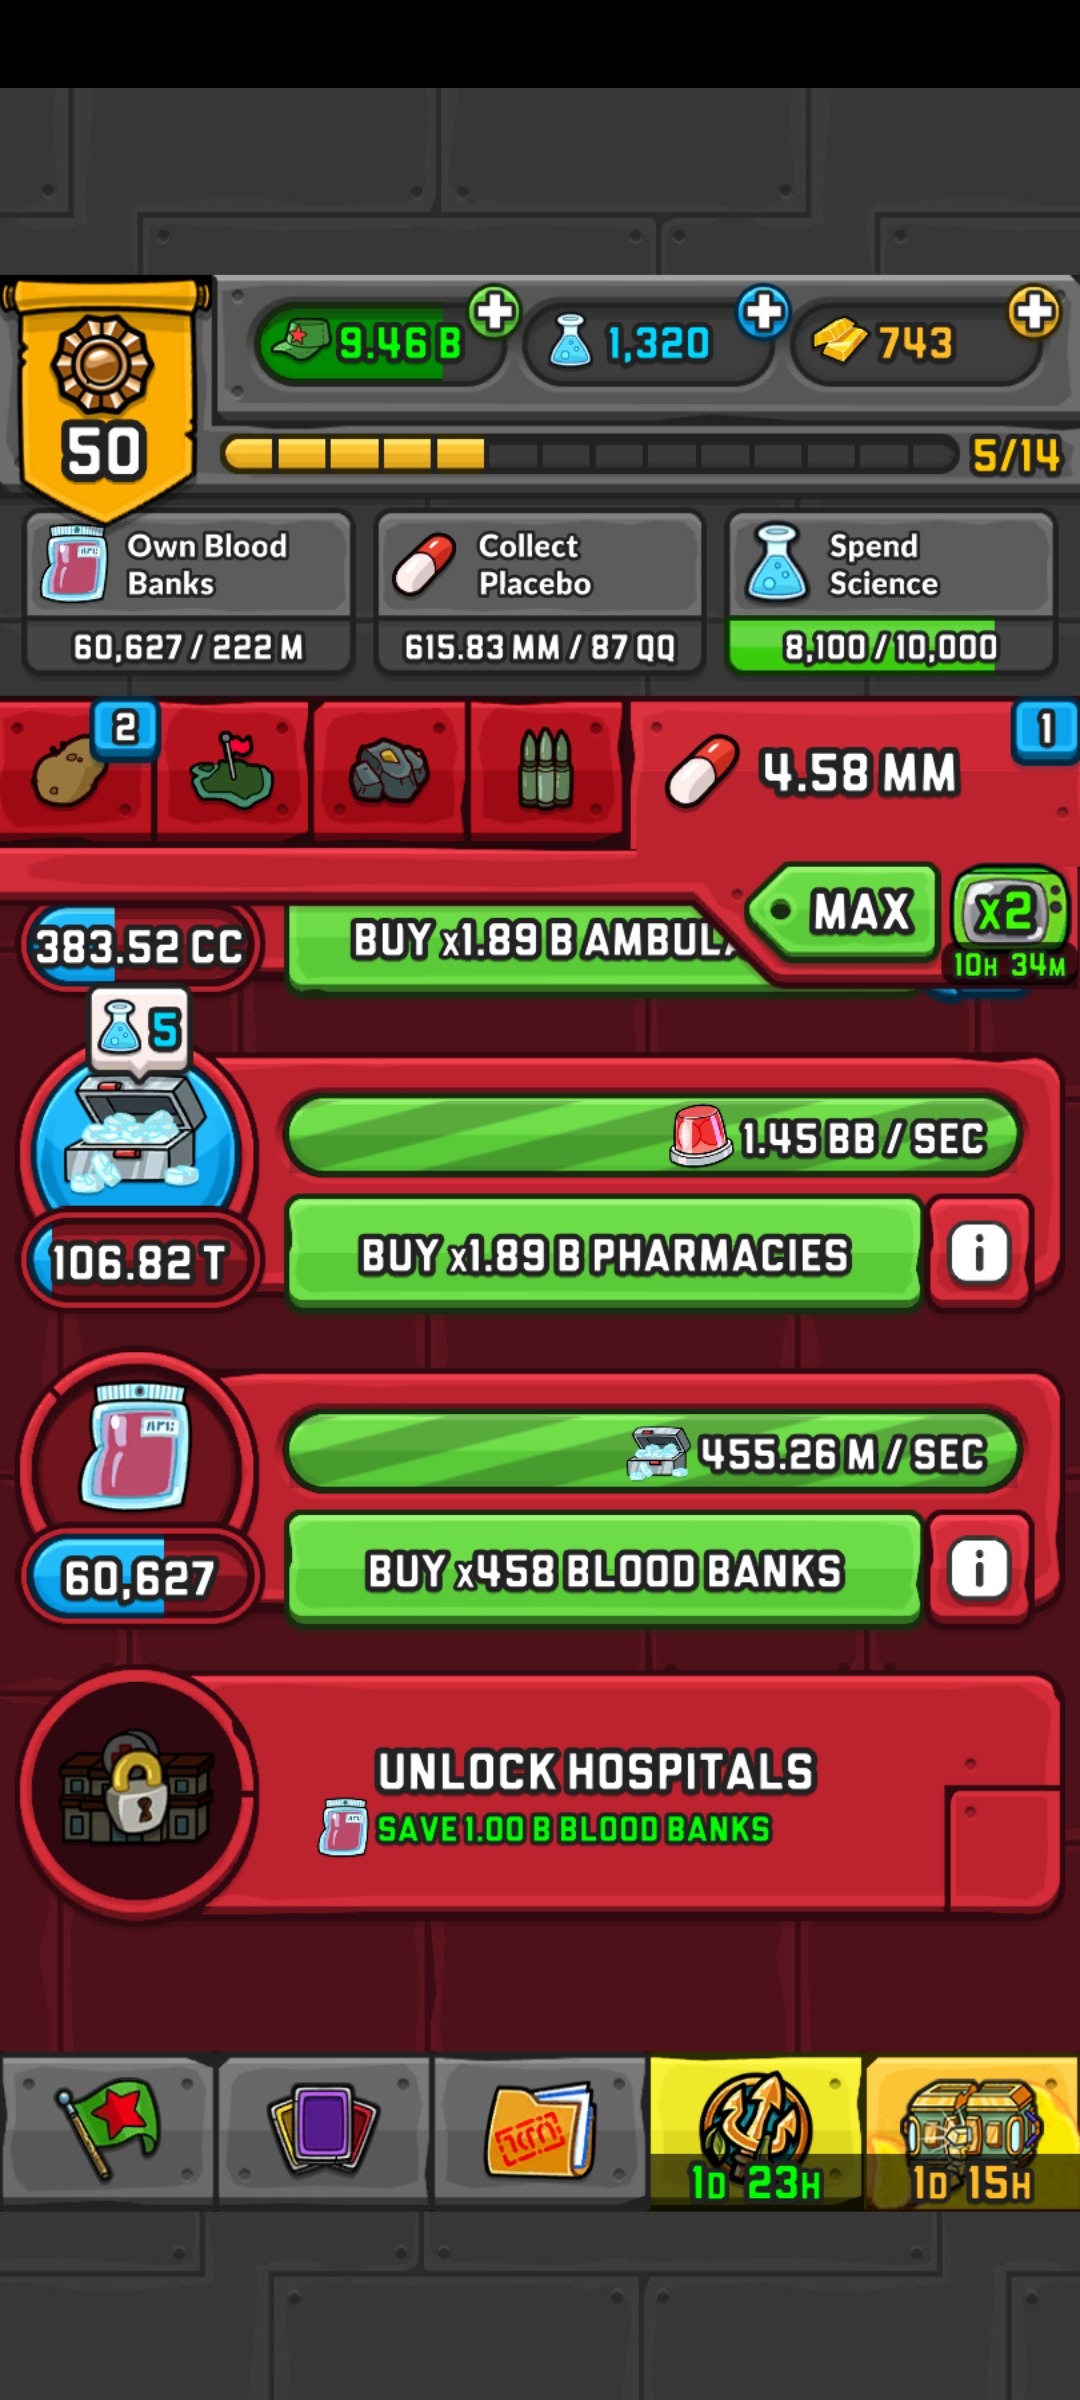 9.46 B
1,320
743
50
5/14
Own Blood
Banks
60,627 / 222 M
Collect
Placebo
615.83 MM / 87 QQ
Spend
Science
8,100 / 10,000
2
4.58 MM
1
MAX
x2
10H 34M
383.52 CC
BUY x1.89 B AMBUL
5
1.45 BB / SEC
106.82 T
BUY x1.89 B PHARMACIES
i
455.26 M / SEC
60,627
BUY x458 BLOOD BANKS
i
UNLOCK HOSPITALS
SAVE 1.00 B BLOOD BANKS
1D 23H
1D 15H